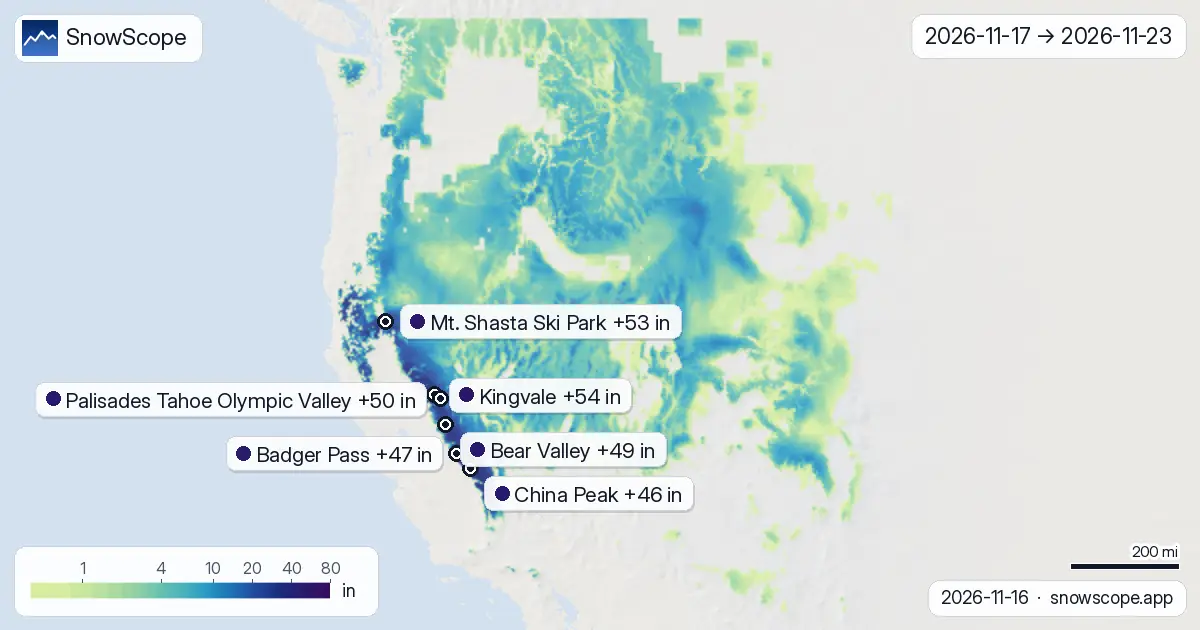 SnowScope
2026-11-17 → 2026-11-23
Mt. Shasta Ski Park +53 in
Palisades Tahoe Olympic Valley +50 in
Kingvale +54 in
Badger Pass +47 in
Bear Valley +49 in
China Peak +46 in
1 4 10 20 40 80
in
200 mi
2026-11-16 · snowscope.app